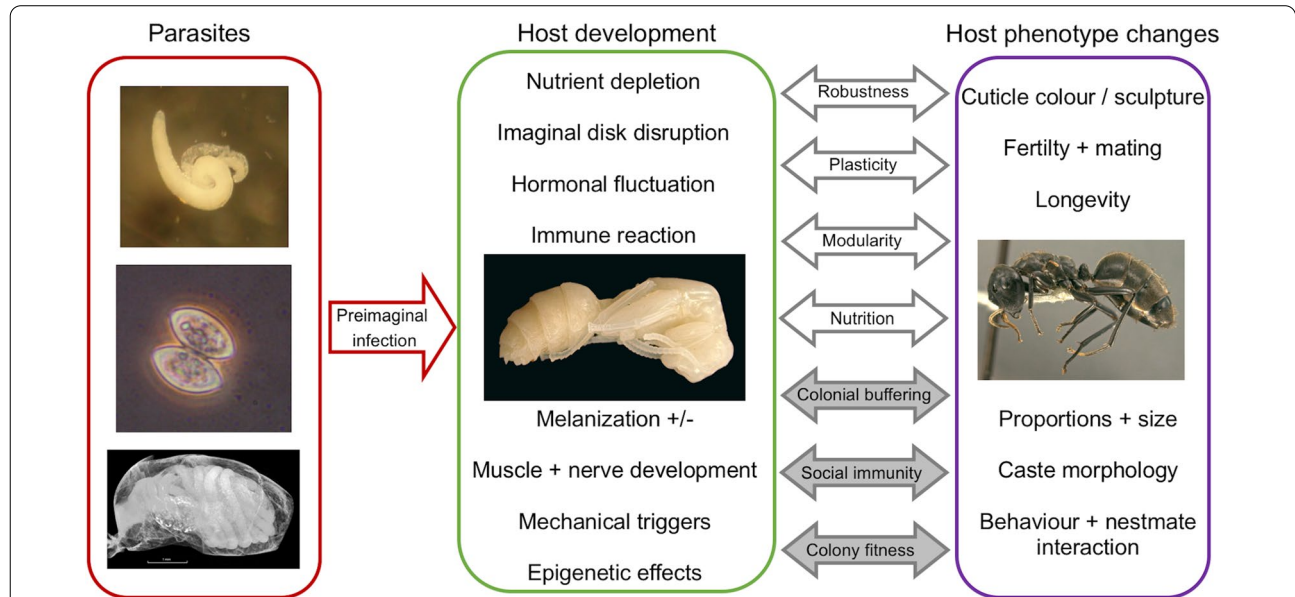 Parasites
Host development
Host phenotype changes
Preimaginal
infection
Nutrient depletion
Imaginal disk disruption
Hormonal fluctuation
Immune reaction
Melanization +/-
Muscle + nerve development
Mechanical triggers
Epigenetic effects
Robustness
Plasticity
Modularity
Nutrition
Colonial buffering
Social immunity
Colony fitness
Cuticle colour / sculpture
Fertilty + mating
Longevity
Proportions + size
Caste morphology
Behaviour + nestmate
interaction